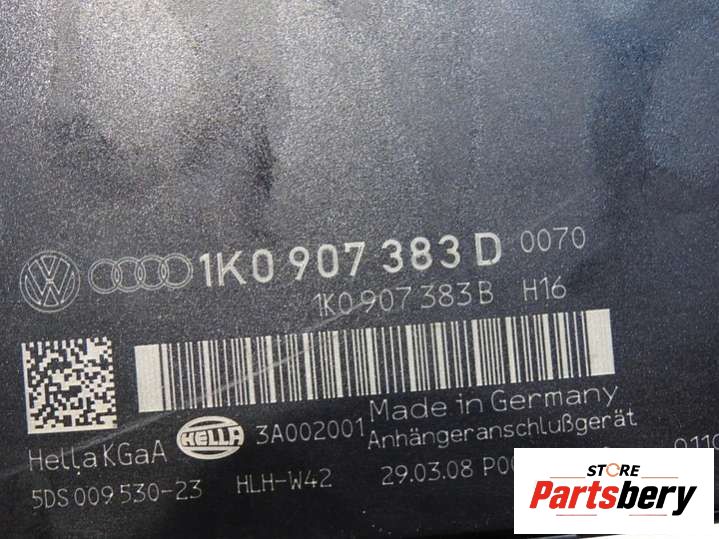 1K0 907 383 D 0070
1K0 907 383 B H16
Hella KGaA HELLA 3A002001 Made in Germany
Anhängeranschlußgerät
5DS 009 530-23 HLH-W42 29.03.08
STORE
Partsbery